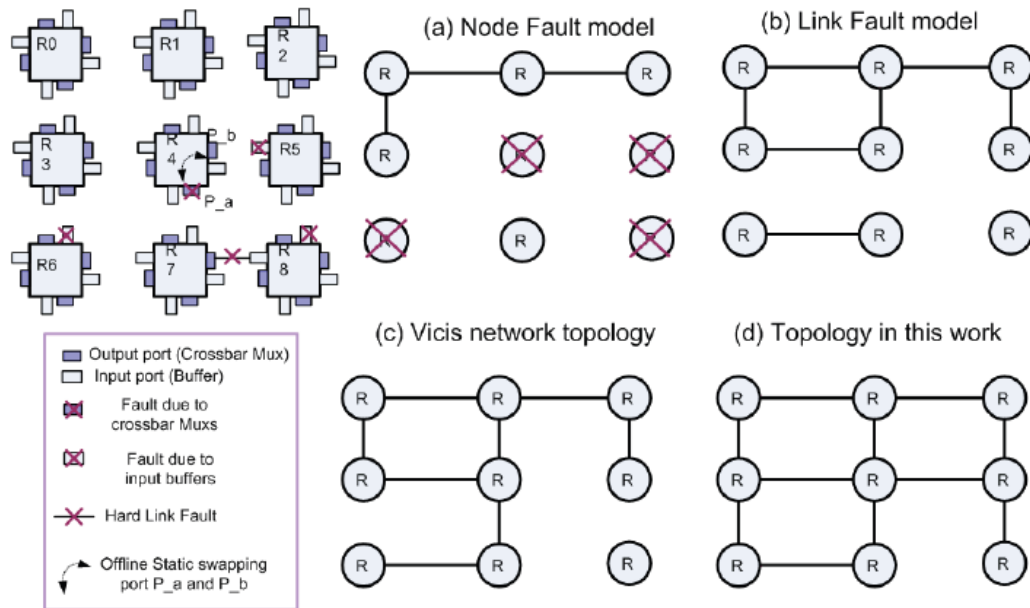 R0
R1
R
2
R
3
R
4
P_b
P_a
R5
R6
R
7
R
8
Output port (Crossbar Mux)
Input port (Buffer)
Fault due to
crossbar Muxs
Fault due to
input buffers
Hard Link Fault
Offline Static swapping
port P_a and P_b
(a) Node Fault model
R R R
R R R
R R R
(b) Link Fault model
R R R
R R R
R R R
(c) Vicis network topology
R R R
R R R
R R R
(d) Topology in this work
R R R
R R R
R R R